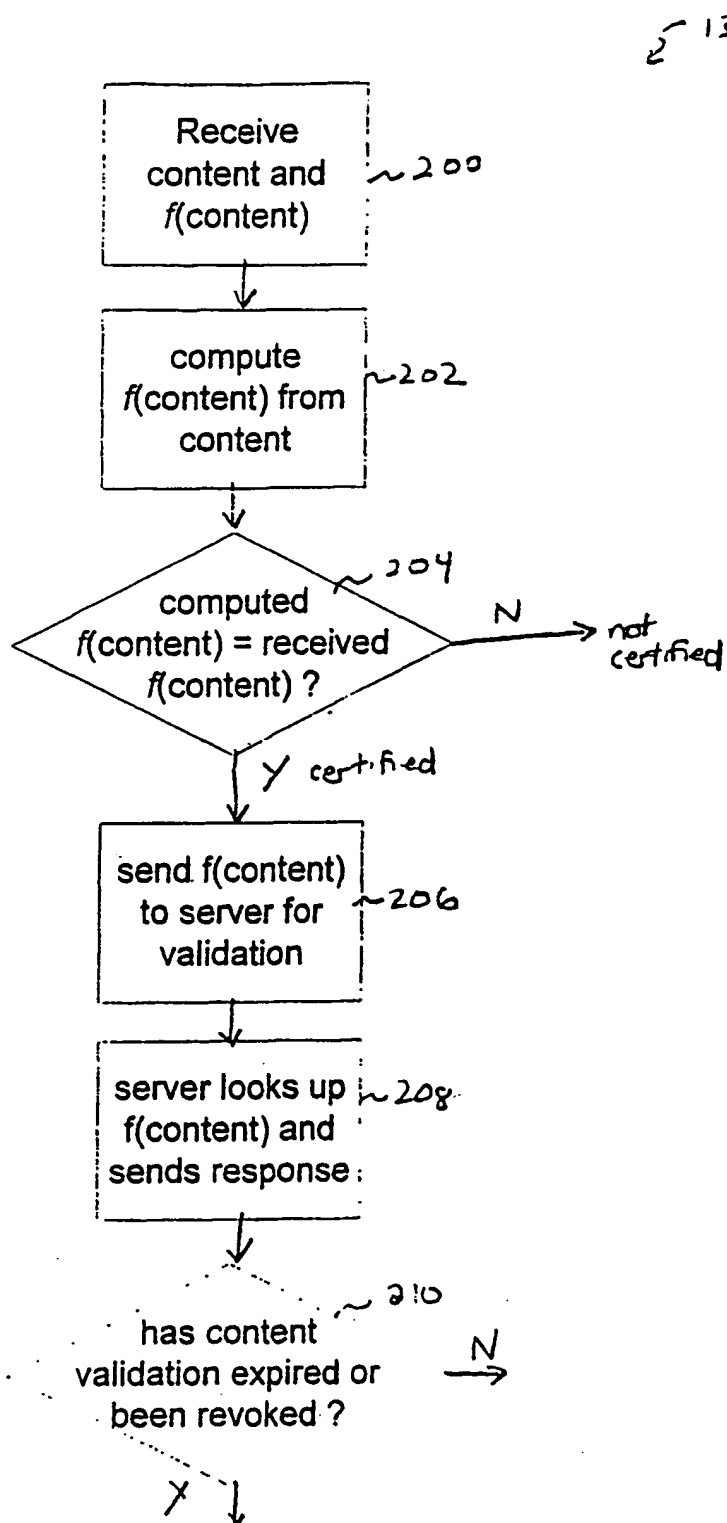 Receive
content and
f(content)
200
compute
f(content) from
content
202
204
computed
f(content) = received
f(content) ?
N
not
certified
Y certified
send f(content)
to server for
validation
206
server looks up
f(content) and
sends response
208
210
has content
validation expired or
been revoked ?
N
Y